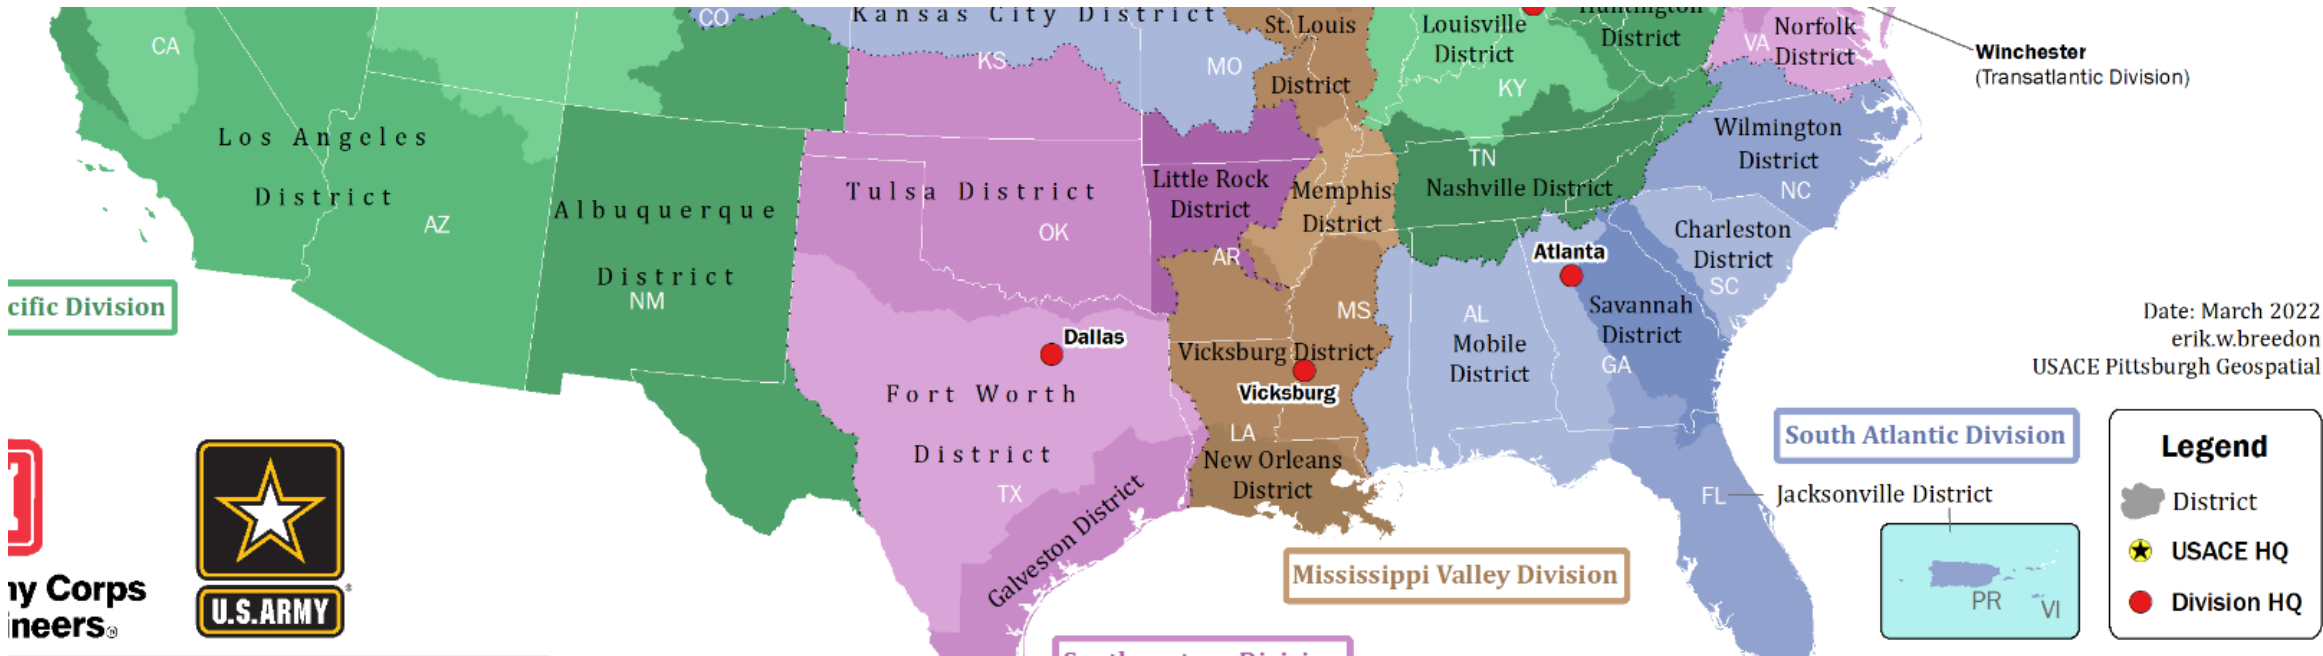 CO
Kansas City District
St. Louis
District
Louisville
District
Huntington
District
Norfolk
District
VA
CA
KS
MO
KY
Winchester
(Transatlantic Division)
Los Angeles
District
AZ
Albuquerque
District
NM
Tulsa District
OK
Little Rock
District
AR
Memphis
District
TN
Nashville District
Wilmington
District
NC
Charleston
District
SC
Atlanta
Savannah
District
GA
AL
Mobile
District
MS
Vicksburg District
Vicksburg
Dallas
Fort Worth
District
TX
Galveston District
LA
New Orleans
District
cific Division
Date: March 2022
erik.w.breedon
USACE Pittsburgh Geospatial
South Atlantic Division
FL
Jacksonville District
PR
VI
Mississippi Valley Division
Legend
District
USACE HQ
Division HQ
ny Corps
ineers®
U.S.ARMY
®